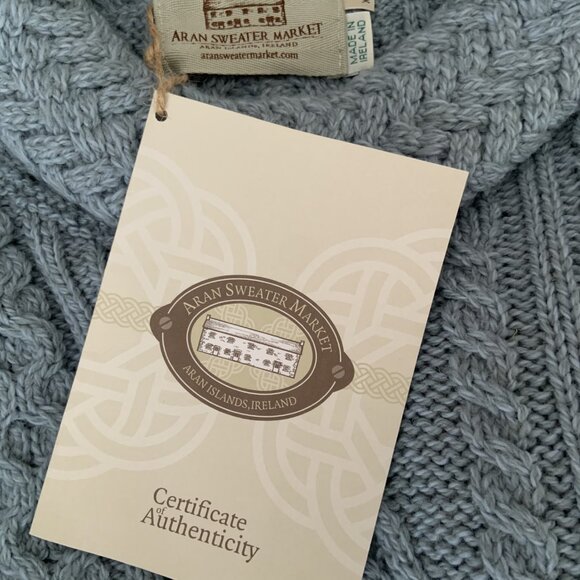 ARAN SWEATER MARKET
ARAN ISLANDS, IRELAND
aransweatermarket.com
MADE IN
IRELAND
ARAN SWEATER MARKET
ARAN ISLANDS, IRELAND
Certificate
of
Authenticity